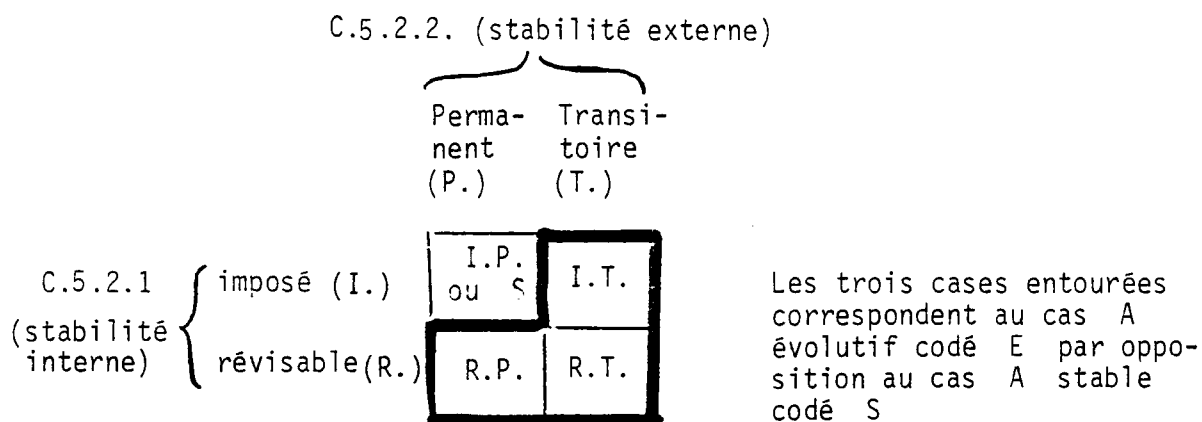 C.5.2.2. (stabilité externe)
Perma- Transi-
nent toire
(P.) (T.)
I.P. I.T.
ou S
C.5.2.1 imposé (I.)
(stabilité
interne) révisable(R.) R.P. R.T.
Les trois cases entourées
correspondent au cas A
évolutif codé E par oppo-
sition au cas A stable
codé S